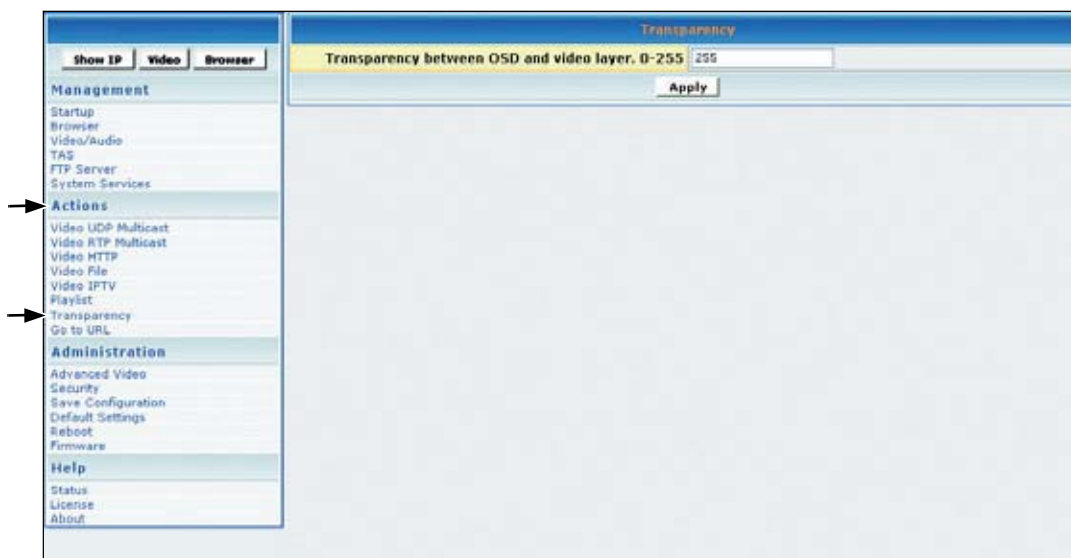 Show IP Video Browser
Management
Startup
Browser
Video/Audio
TAS
FTP Server
System Services
Actions
Video UDP Multicast
Video RTP Multicast
Video HTTP
Video File
Video IPTV
Playlist
Transparency
Go to URL
Administration
Advanced Video
Security
Save Configuration
Default Settings
Reboot
Firmware
Help
Status
License
About
Transparency
Transparency between OSD and video layer. 0-255 255
Apply